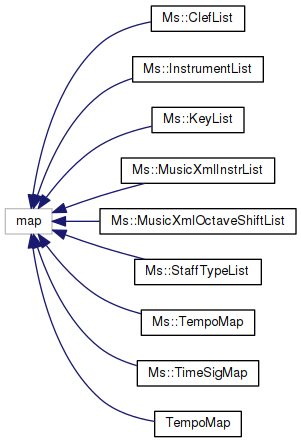 Ms::ClefList
Ms::InstrumentList
Ms::KeyList
Ms::MusicXmlInstrList
map
Ms::MusicXmlOctaveShiftList
Ms::StaffTypeList
Ms::TempoMap
Ms::TimeSigMap
TempoMap